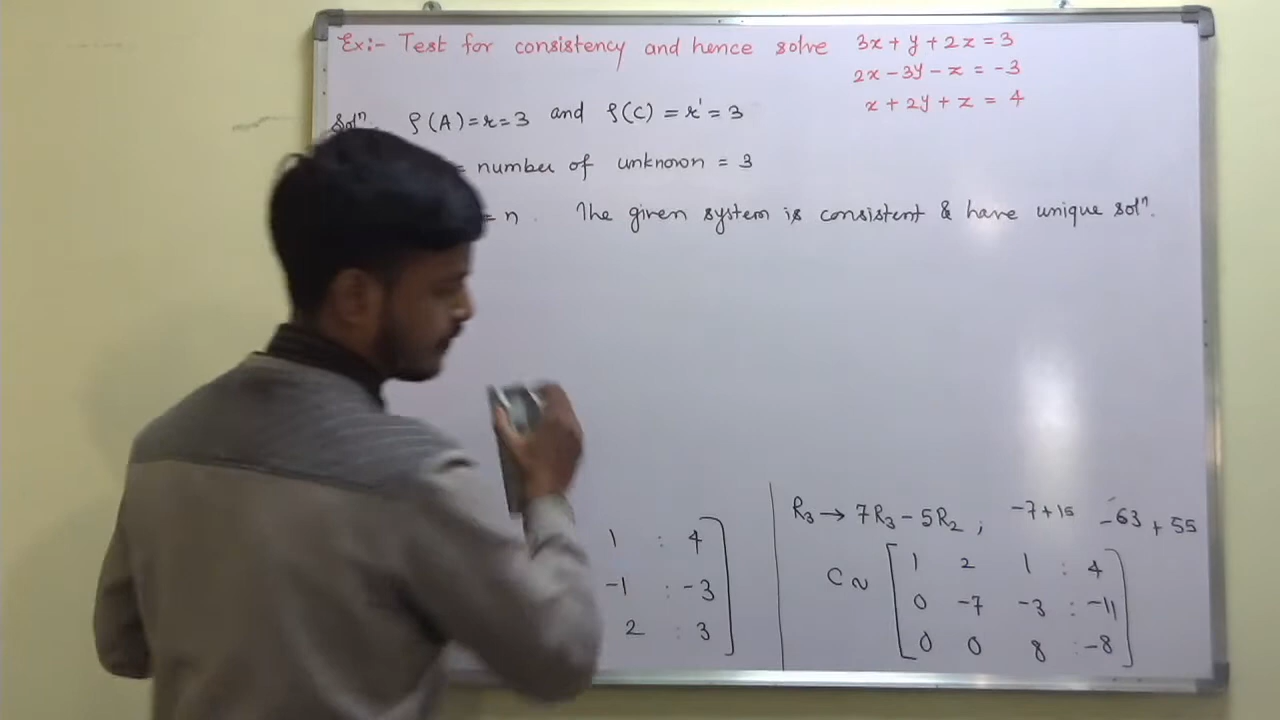 Ex:- Test for consistency and hence solve 3x + y + 2z = 3
2x - 3y - z = -3
x + 2y + z = 4
Solⁿ. ρ(A) = r = 3 and ρ(C) = r' = 3
= number of unknown = 3
= n. The given system is consistent & have unique solⁿ.
1 : 4
-1 : -3
2 : 3
R₃ → 7R₃ - 5R₂ ; -7+15 -63 + 55
C ~ [ 1 2 1 : 4
0 -7 -3 : -11
0 0 8 : -8 ]